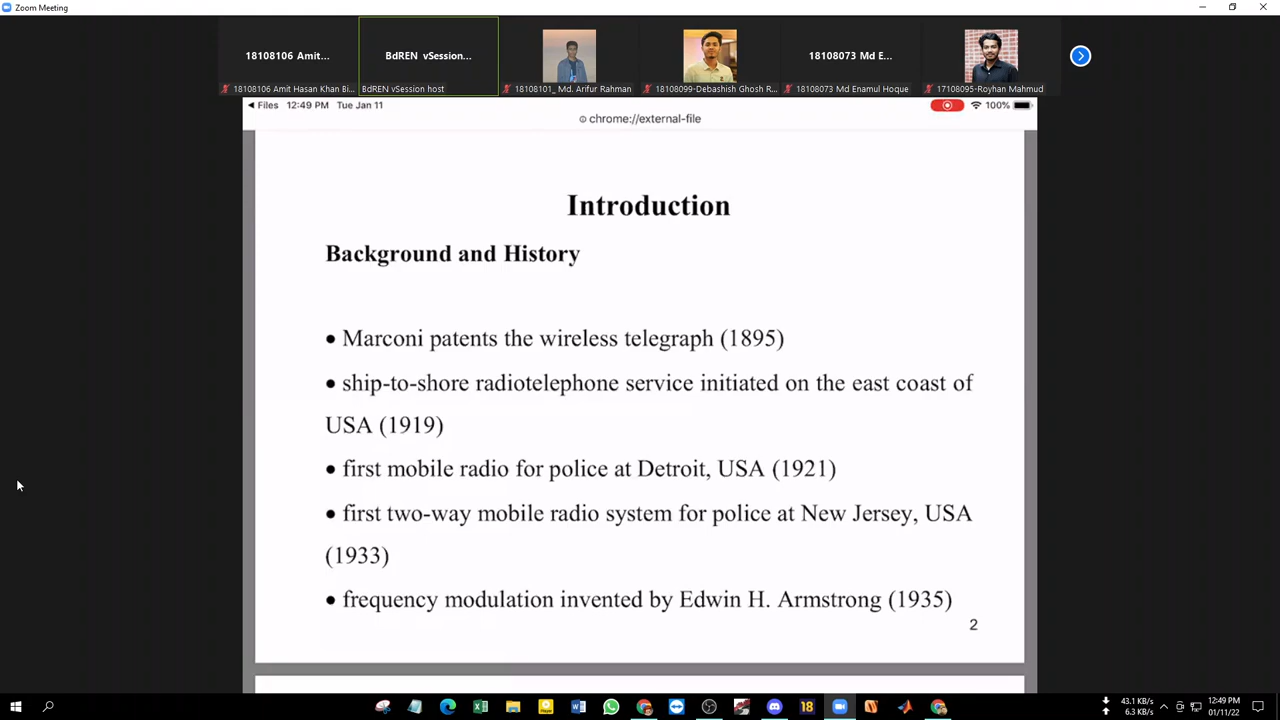 Zoom Meeting
18108106 Amit...
BdREN vSession...
18108073 Md E...
18108106 Amit Hasan Khan Bi...
BdREN vSession host
18108101_ Md. Arifur Rahman
18108099-Debashish Ghosh R...
18108073 Md Enamul Hoque
17108095-Royhan Mahmud
Files 12:49 PM Tue Jan 11
100%
chrome://external-file
Introduction
Background and History
• Marconi patents the wireless telegraph (1895)
• ship-to-shore radiotelephone service initiated on the east coast of
USA (1919)
• first mobile radio for police at Detroit, USA (1921)
• first two-way mobile radio system for police at New Jersey, USA
(1933)
• frequency modulation invented by Edwin H. Armstrong (1935)
2
18
43.1 KB/s
6.3 KB/s
12:49 PM
01/11/22